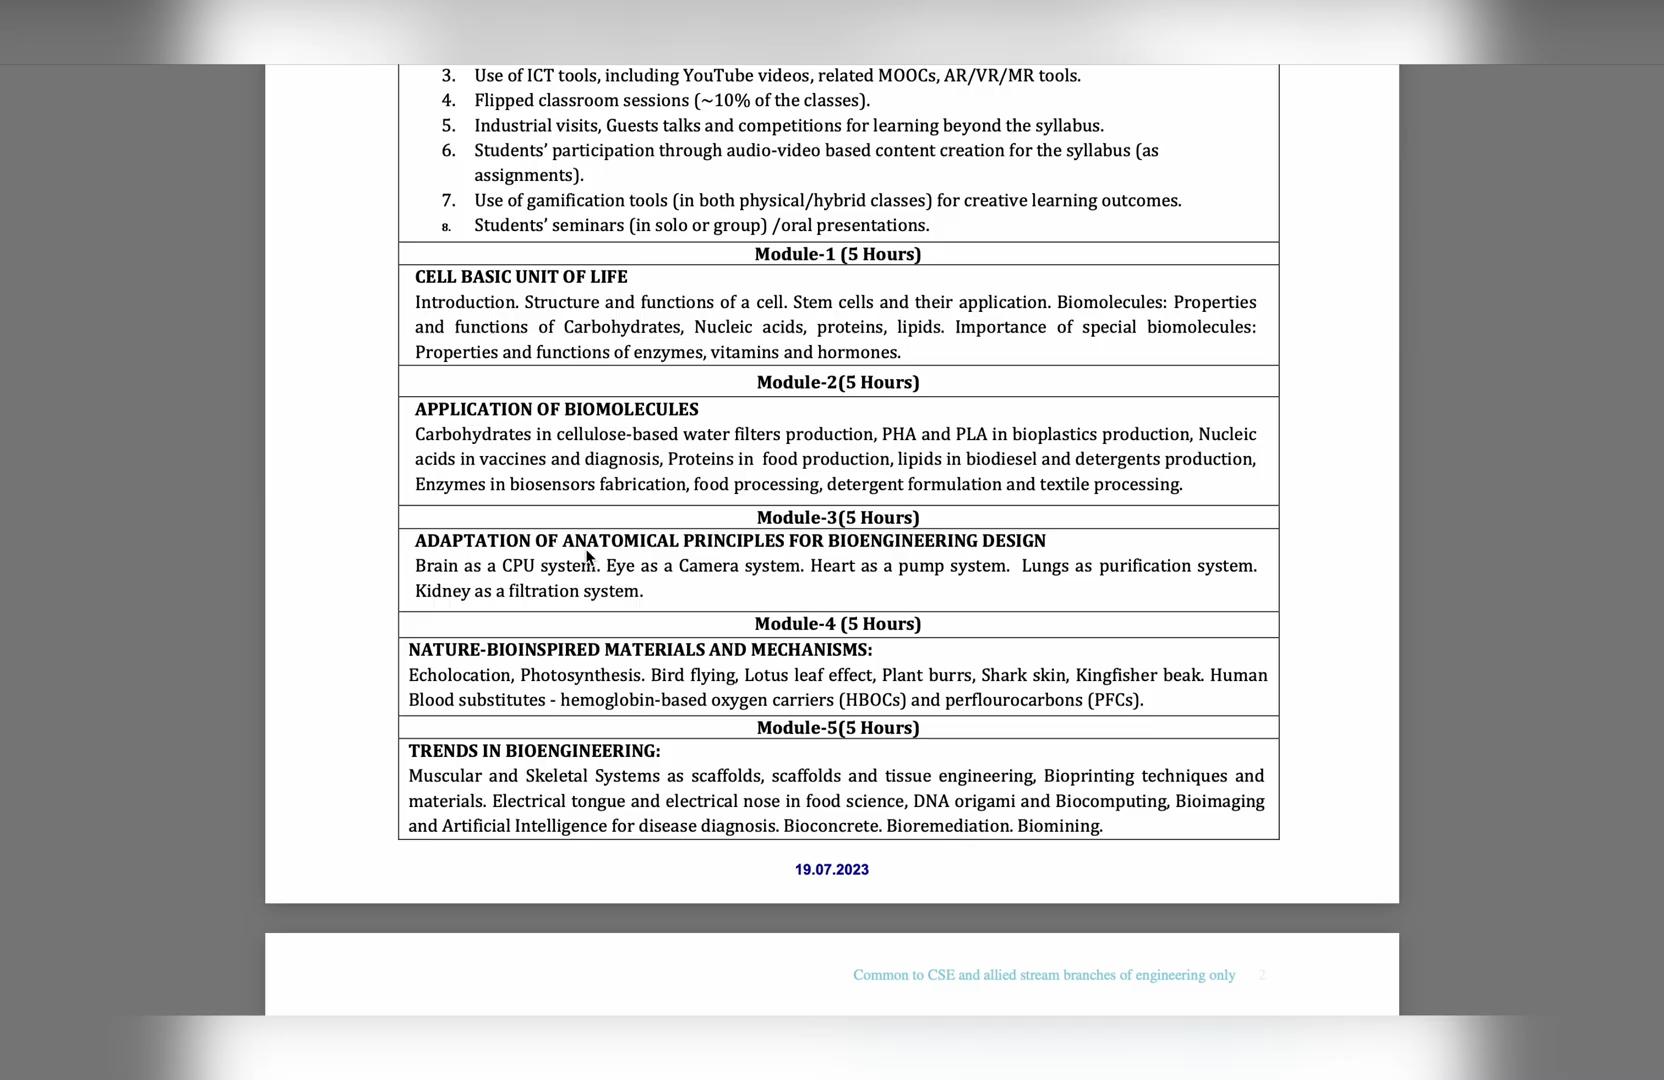 3. Use of ICT tools, including YouTube videos, related MOOCs, AR/VR/MR tools.
4. Flipped classroom sessions (~10% of the classes).
5. Industrial visits, Guests talks and competitions for learning beyond the syllabus.
6. Students’ participation through audio-video based content creation for the syllabus (as
assignments).
7. Use of gamification tools (in both physical/hybrid classes) for creative learning outcomes.
8. Students’ seminars (in solo or group) /oral presentations.
Module-1 (5 Hours)
CELL BASIC UNIT OF LIFE
Introduction. Structure and functions of a cell. Stem cells and their application. Biomolecules: Properties
and functions of Carbohydrates, Nucleic acids, proteins, lipids. Importance of special biomolecules:
Properties and functions of enzymes, vitamins and hormones.
Module-2(5 Hours)
APPLICATION OF BIOMOLECULES
Carbohydrates in cellulose-based water filters production, PHA and PLA in bioplastics production, Nucleic
acids in vaccines and diagnosis, Proteins in food production, lipids in biodiesel and detergents production,
Enzymes in biosensors fabrication, food processing, detergent formulation and textile processing.
Module-3(5 Hours)
ADAPTATION OF ANATOMICAL PRINCIPLES FOR BIOENGINEERING DESIGN
Brain as a CPU system. Eye as a Camera system. Heart as a pump system. Lungs as purification system.
Kidney as a filtration system.
Module-4 (5 Hours)
NATURE-BIOINSPIRED MATERIALS AND MECHANISMS:
Echolocation, Photosynthesis. Bird flying, Lotus leaf effect, Plant burrs, Shark skin, Kingfisher beak. Human
Blood substitutes - hemoglobin-based oxygen carriers (HBOCs) and perflourocarbons (PFCs).
Module-5(5 Hours)
TRENDS IN BIOENGINEERING:
Muscular and Skeletal Systems as scaffolds, scaffolds and tissue engineering, Bioprinting techniques and
materials. Electrical tongue and electrical nose in food science, DNA origami and Biocomputing, Bioimaging
and Artificial Intelligence for disease diagnosis. Bioconcrete. Bioremediation. Biomining.
19.07.2023
Common to CSE and allied stream branches of engineering only 2